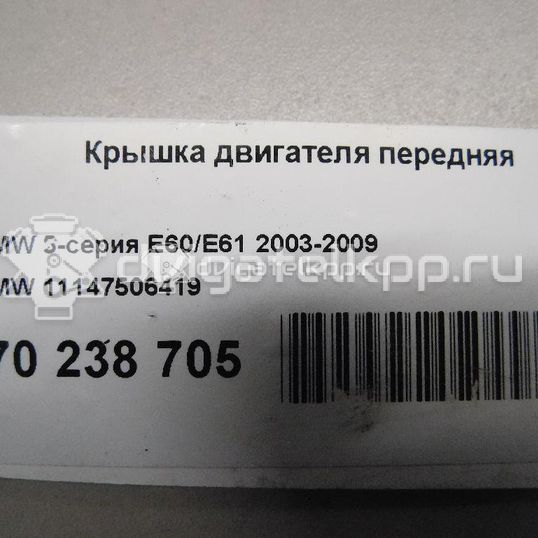 Крышка двигателя передняя
MW 5-серия E60/E61 2003-2009
MW 11147506419
70 238 705